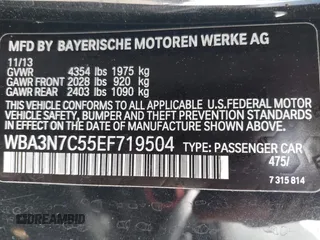 MFD BY BAYERISCHE MOTOREN WERKE AG
11/13
GVWR 4354 lbs 1975 kg
GAWR FRONT 2028 lbs 920 kg
GAWR REAR 2403 lbs 1090 kg
THIS VEHICLE CONFORMS TO ALL APPLICABLE U.S.FEDERAL MOTOR
VEHICLE SAFETY, BUMPER, AND THEFT PREVENTION STANDARDS IN
EFFECT ON THE DATE OF MANUFACTURE SHOWN ABOVE.
WBA3N7C55EF719504 TYPE: PASSENGER CAR
475/
7 315 814
BIDHISTORY